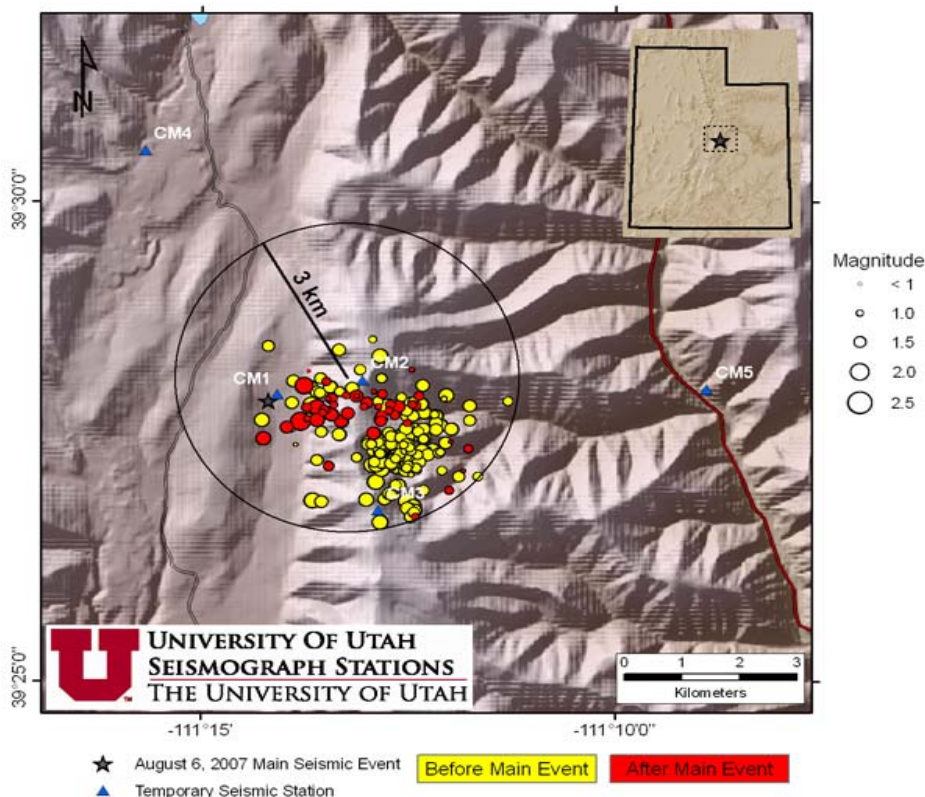 N
CM4
39°30'0"
3 km
Magnitude
< 1
1.0
1.5
2.0
2.5
CM1
CM2
CM5
CM3
39°25'0"
U
™
UNIVERSITY OF UTAH
SEISMOGRAPH STATIONS
THE UNIVERSITY OF UTAH
0 1 2 3
Kilometers
-111°15'
-111°10'0"
August 6, 2007 Main Seismic Event
Before Main Event
After Main Event
Temporary Seismic Station